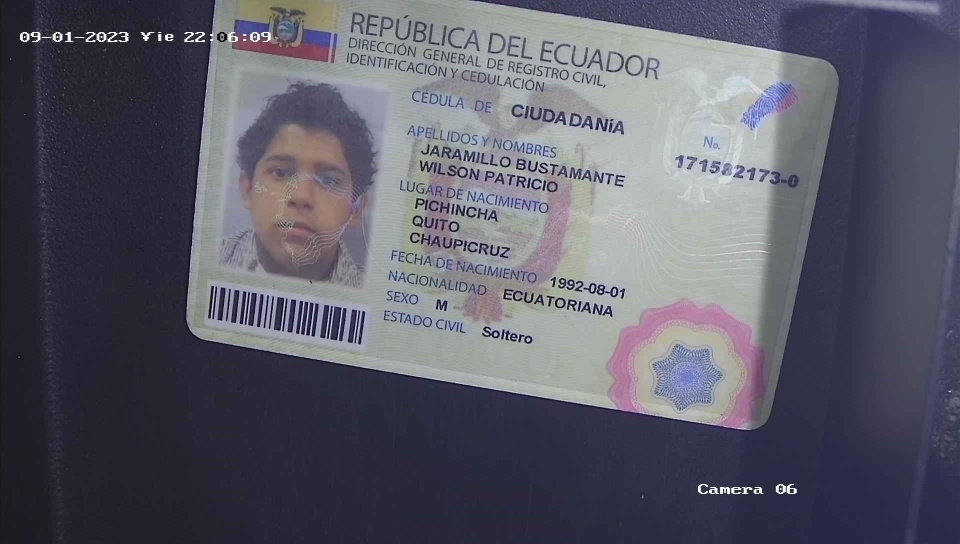 09-01-2023 Vie 22:06:09
REPÚBLICA DEL ECUADOR
DIRECCIÓN GENERAL DE REGISTRO CIVIL,
IDENTIFICACIÓN Y CEDULACIÓN
CÉDULA DE CIUDADANíA
No.
171582173-0
APELLIDOS Y NOMBRES
JARAMILLO BUSTAMANTE
WILSON PATRICIO
LUGAR DE NACIMIENTO
PICHINCHA
QUITO
CHAUPICRUZ
FECHA DE NACIMIENTO 1992-08-01
NACIONALIDAD ECUATORIANA
SEXO M
ESTADO CIVIL Soltero
Camera 06